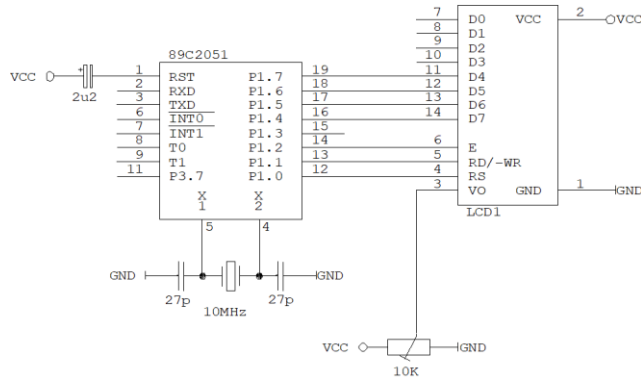 89C2051
VCC
2u2
1 RST P1.7 19
2 RXD P1.6 18
3 TXD P1.5 17
6 INT0 P1.4 16
7 INT1 P1.3 15
8 T0 P1.2 14
9 T1 P1.1 13
11 P3.7 P1.0 12
X X
1 2
5 4
GND 27p 10MHz 27p GND
7 D0 VCC 2 VCC
8 D1
9 D2
10 D3
11 D4
12 D5
13 D6
14 D7
6 E
5 RD/-WR
4 RS
3 VO GND 1 GND
LCD1
VCC GND
10K